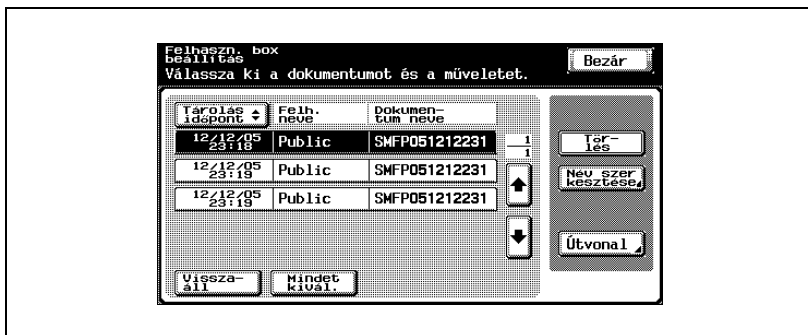 Felhaszn. box
beállítás
Válassza ki a dokumentumot és a műveletet.
Bezár
Tárolás
időpont
Felh.
neve
Dokumen-
tum neve
12/12/05
23:18
Public
SMFP051212231
1
1
12/12/05
23:19
Public
SMFP051212231
12/12/05
23:19
Public
SMFP051212231
Tör-
lés
Név szer
kesztése
Útvonal
Vissza-
áll
Mindet
kivál.